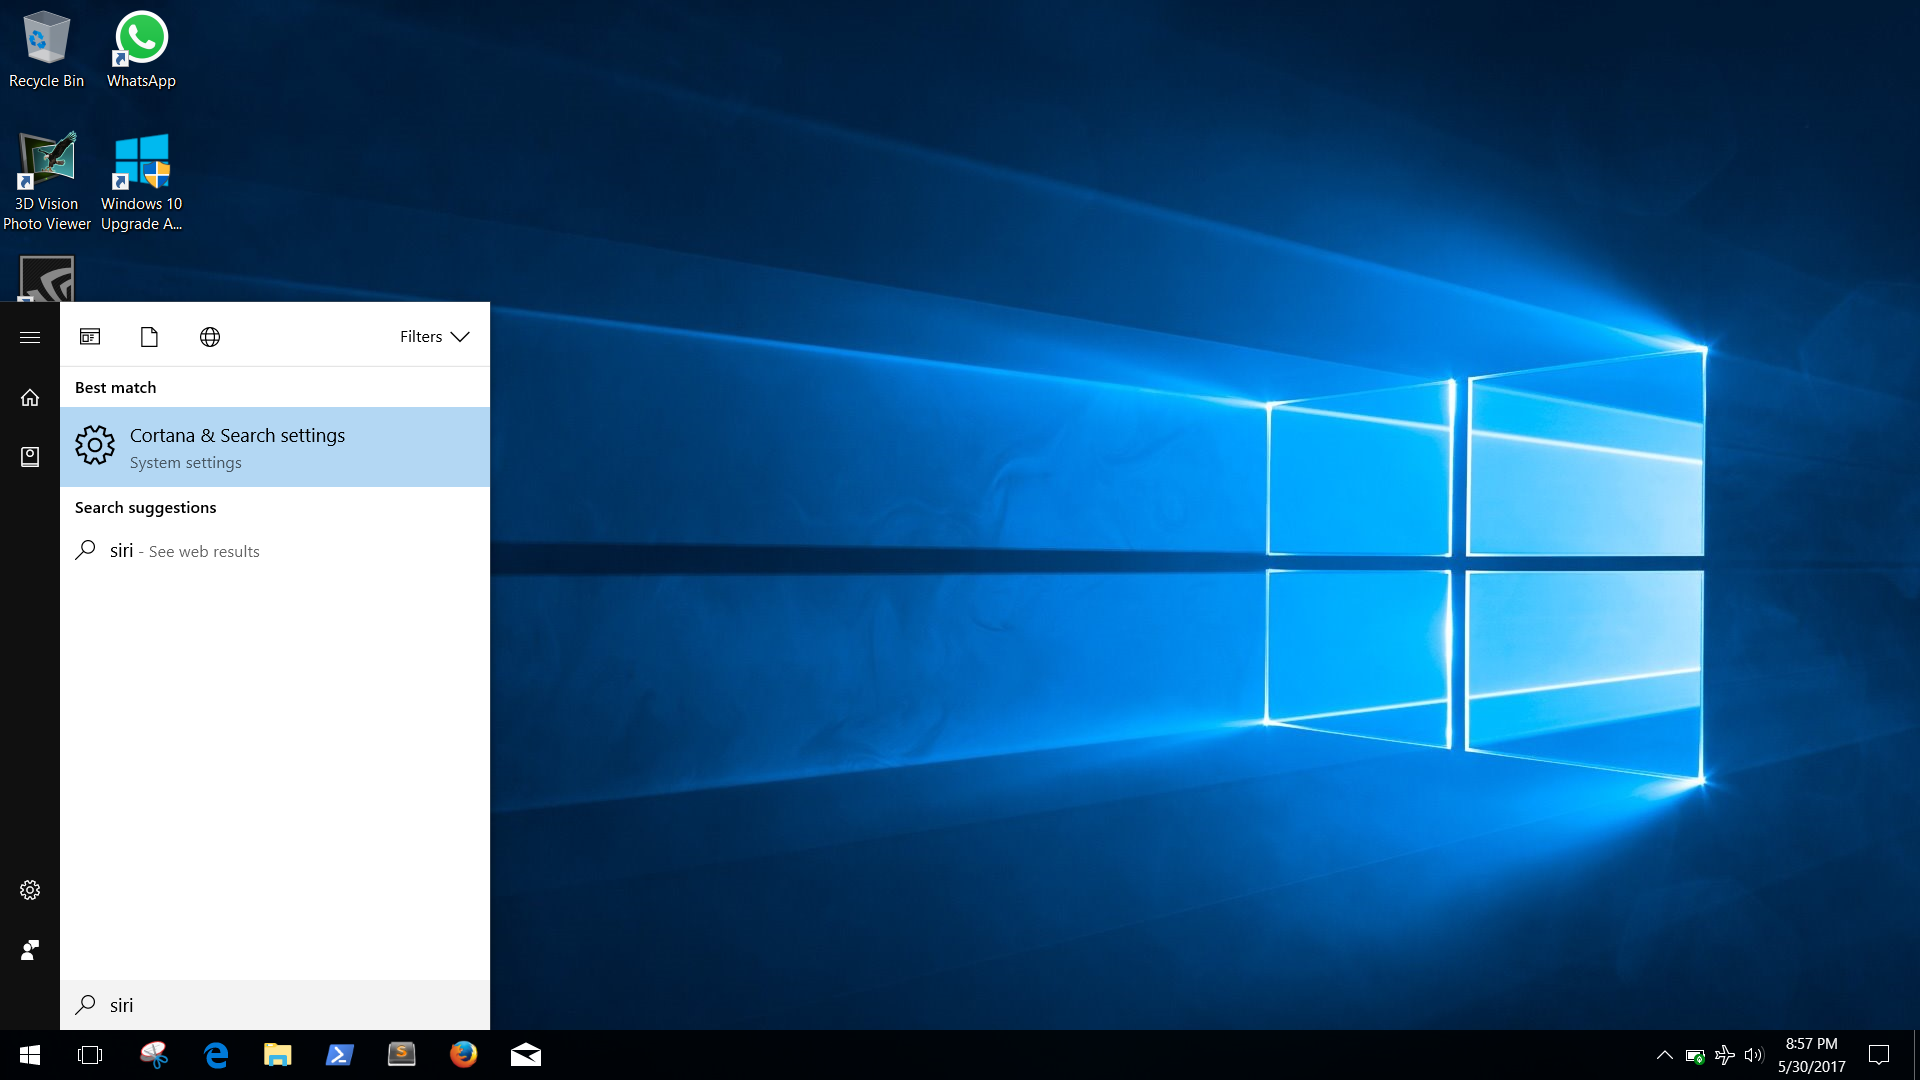 Recycle Bin
WhatsApp
3D Vision
Photo Viewer
Windows 10
Upgrade A...
Filters
Best match
Cortana & Search settings
System settings
Search suggestions
siri - See web results
siri
8:57 PM
5/30/2017